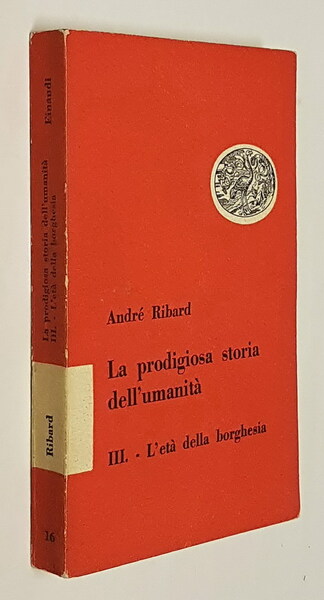 André Ribard
La prodigiosa storia
dell'umanità
III. - L'età della borghesia
Einaudi
La prodigiosa storia dell'umanità
III. - L'età della borghesia
Ribard
16